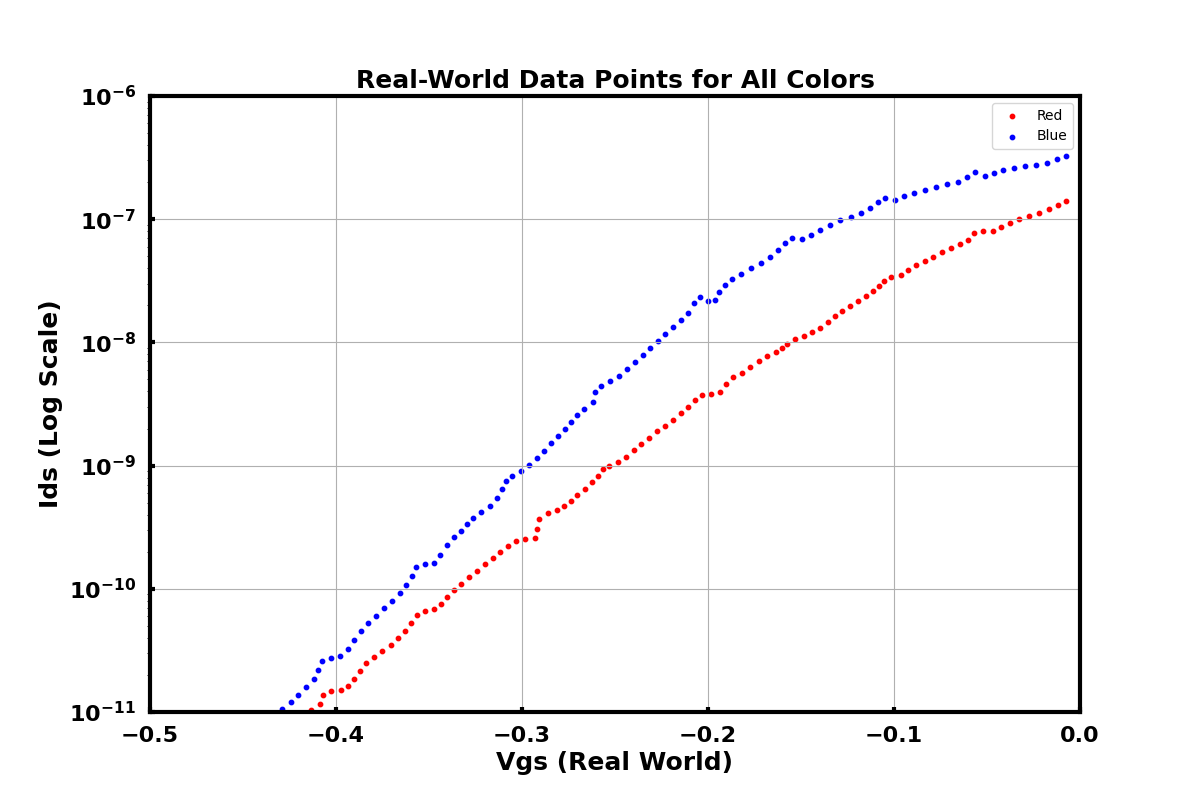 Real-World Data Points for All Colors
10⁻⁶
Red
Blue
10⁻⁷
10⁻⁸
Ids (Log Scale)
10⁻⁹
10⁻¹⁰
10⁻¹¹
−0.5 −0.4 −0.3 −0.2 −0.1 0.0
Vgs (Real World)